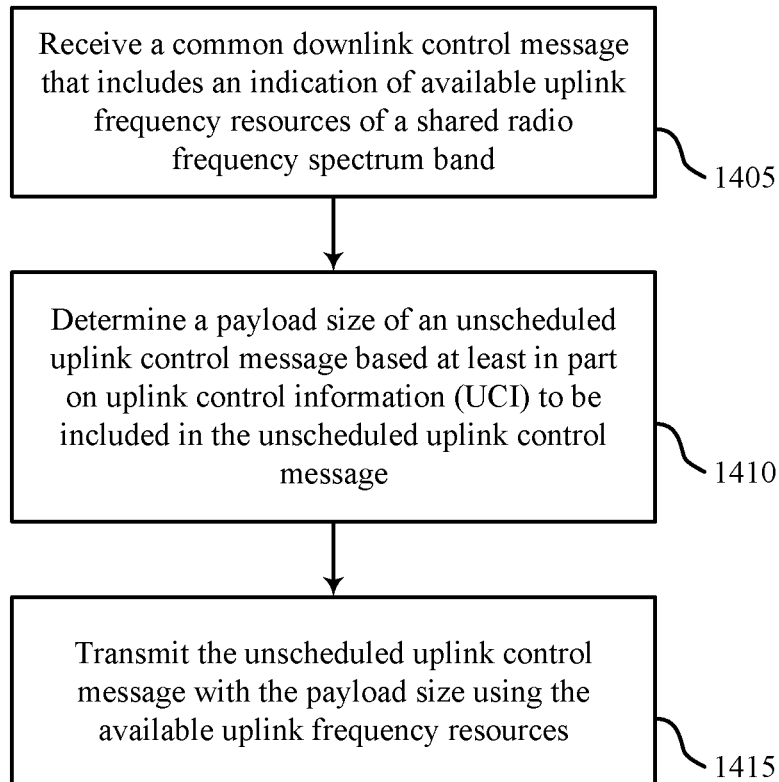 Receive a common downlink control message
that includes an indication of available uplink
frequency resources of a shared radio
frequency spectrum band
1405
Determine a payload size of an unscheduled
uplink control message based at least in part
on uplink control information (UCI) to be
included in the unscheduled uplink control
message
1410
Transmit the unscheduled uplink control
message with the payload size using the
available uplink frequency resources
1415